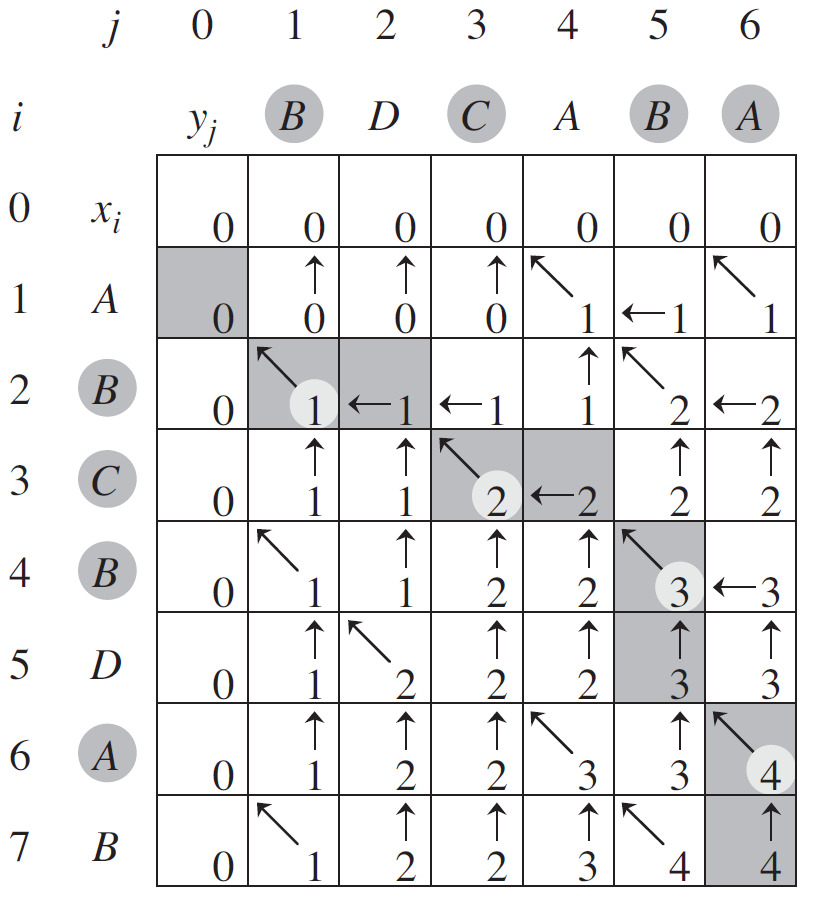 j 0 1 2 3 4 5 6
i yj B D C A B A
0 xi 0 0 0 0 0 0 0
1 A 0 ↑0 ↑0 ↑0 ↖1 ←1 ↖1
2 B 0 ↖1 ←1 ←1 ↑1 ↖2 ←2
3 C 0 ↑1 ↑1 ↖2 ←2 ↑2 ↑2
4 B 0 ↖1 ↑1 ↑2 ↑2 ↖3 ←3
5 D 0 ↑1 ↖2 ↑2 ↑2 ↑3 ↑3
6 A 0 ↑1 ↑2 ↑2 ↖3 ↑3 ↖4
7 B 0 ↖1 ↑2 ↑2 ↑3 ↖4 ↑4